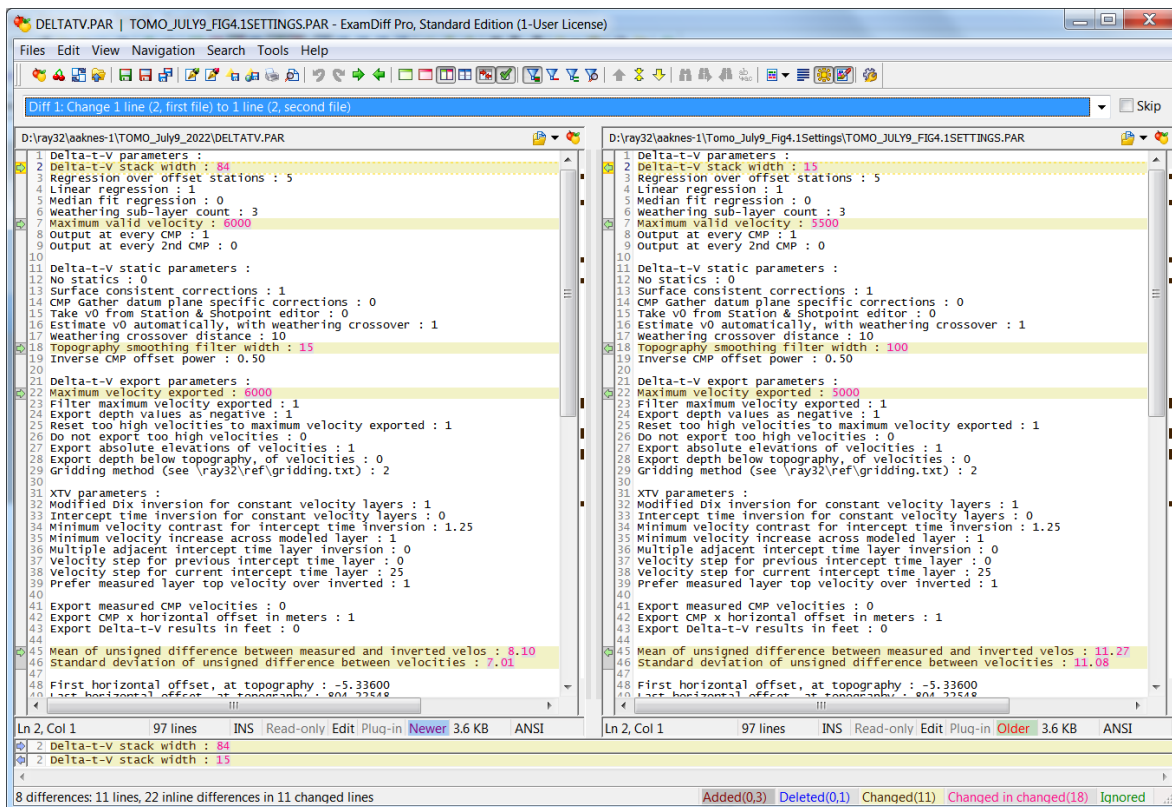 DELTATV.PAR | TOMO_JULY9_FIG4.1SETTINGS.PAR - ExamDiff Pro, Standard Edition (1-User License)
Files Edit View Navigation Search Tools Help
Diff 1: Change 1 line (2, first file) to 1 line (2, second file)
Skip
D:\ray32\aaknes-1\TOMO_July9_2022\DELTATV.PAR
1 Delta-t-V parameters :
2 Delta-t-V stack width : 84
3 Regression over offset stations : 5
4 Linear regression : 1
5 Median fit regression : 0
6 Weathering sub-layer count : 3
7 Maximum valid velocity : 6000
8 Output at every CMP : 1
9 Output at every 2nd CMP : 0
10
11 Delta-t-V static parameters :
12 No statics : 0
13 Surface consistent corrections : 1
14 CMP Gather datum plane specific corrections : 0
15 Take v0 from Station & Shotpoint editor : 0
16 Estimate v0 automatically, with weathering crossover : 1
17 Weathering crossover distance : 10
18 Topography smoothing filter width : 15
19 Inverse CMP offset power : 0.50
20
21 Delta-t-V export parameters :
22 Maximum velocity exported : 6000
23 Filter maximum velocity exported : 1
24 Export depth values as negative : 1
25 Reset too high velocities to maximum velocity exported : 1
26 Do not export too high velocities : 0
27 Export absolute elevations of velocities : 1
28 Export depth below topography, of velocities : 0
29 Gridding method (see \ray32\ref\gridding.txt) : 2
30
31 XTV parameters :
32 Modified Dix inversion for constant velocity layers : 1
33 Intercept time inversion for constant velocity layers : 0
34 Minimum velocity contrast for intercept time inversion : 1.25
35 Minimum velocity increase across modeled layer : 1
36 Multiple adjacent intercept time layer inversion : 0
37 Velocity step for previous intercept time layer : 0
38 Velocity step for current intercept time layer : 25
39 Prefer measured layer top velocity over inverted : 1
40
41 Export measured CMP velocities : 0
42 Export CMP x horizontal offset in meters : 1
43 Export Delta-t-V results in feet : 0
44
45 Mean of unsigned difference between measured and inverted velos : 8.10
46 Standard deviation of unsigned difference between velocities : 7.01
47
48 First horizontal offset, at topography : -5.33600
49 Last horizontal offset, at topography : 804.22548
Ln 2, Col 1 97 lines INS Read-only Edit Plug-in Newer 3.6 KB ANSI
D:\ray32\aaknes-1\Tomo_July9_Fig4.1Settings\TOMO_JULY9_FIG4.1SETTINGS.PAR
1 Delta-t-V parameters :
2 Delta-t-V stack width : 15
3 Regression over offset stations : 5
4 Linear regression : 1
5 Median fit regression : 0
6 Weathering sub-layer count : 3
7 Maximum valid velocity : 5500
8 Output at every CMP : 1
9 Output at every 2nd CMP : 0
10
11 Delta-t-V static parameters :
12 No statics : 0
13 Surface consistent corrections : 1
14 CMP Gather datum plane specific corrections : 0
15 Take v0 from Station & Shotpoint editor : 0
16 Estimate v0 automatically, with weathering crossover : 1
17 Weathering crossover distance : 10
18 Topography smoothing filter width : 100
19 Inverse CMP offset power : 0.50
20
21 Delta-t-V export parameters :
22 Maximum velocity exported : 5000
23 Filter maximum velocity exported : 1
24 Export depth values as negative : 1
25 Reset too high velocities to maximum velocity exported : 1
26 Do not export too high velocities : 0
27 Export absolute elevations of velocities : 1
28 Export depth below topography, of velocities : 0
29 Gridding method (see \ray32\ref\gridding.txt) : 2
30
31 XTV parameters :
32 Modified Dix inversion for constant velocity layers : 1
33 Intercept time inversion for constant velocity layers : 0
34 Minimum velocity contrast for intercept time inversion : 1.25
35 Minimum velocity increase across modeled layer : 1
36 Multiple adjacent intercept time layer inversion : 0
37 Velocity step for previous intercept time layer : 0
38 Velocity step for current intercept time layer : 25
39 Prefer measured layer top velocity over inverted : 1
40
41 Export measured CMP velocities : 0
42 Export CMP x horizontal offset in meters : 1
43 Export Delta-t-V results in feet : 0
44
45 Mean of unsigned difference between measured and inverted velos : 11.27
46 Standard deviation of unsigned difference between velocities : 11.08
47
48 First horizontal offset, at topography : -5.33600
49 Last horizontal offset, at topography : 804.22548
Ln 2, Col 1 97 lines INS Read-only Edit Plug-in Older 3.6 KB ANSI
2 Delta-t-V stack width : 84
2 Delta-t-V stack width : 15
8 differences: 11 lines, 22 inline differences in 11 changed lines
Added(0,3) Deleted(0,1) Changed(11) Changed in changed(18) Ignored